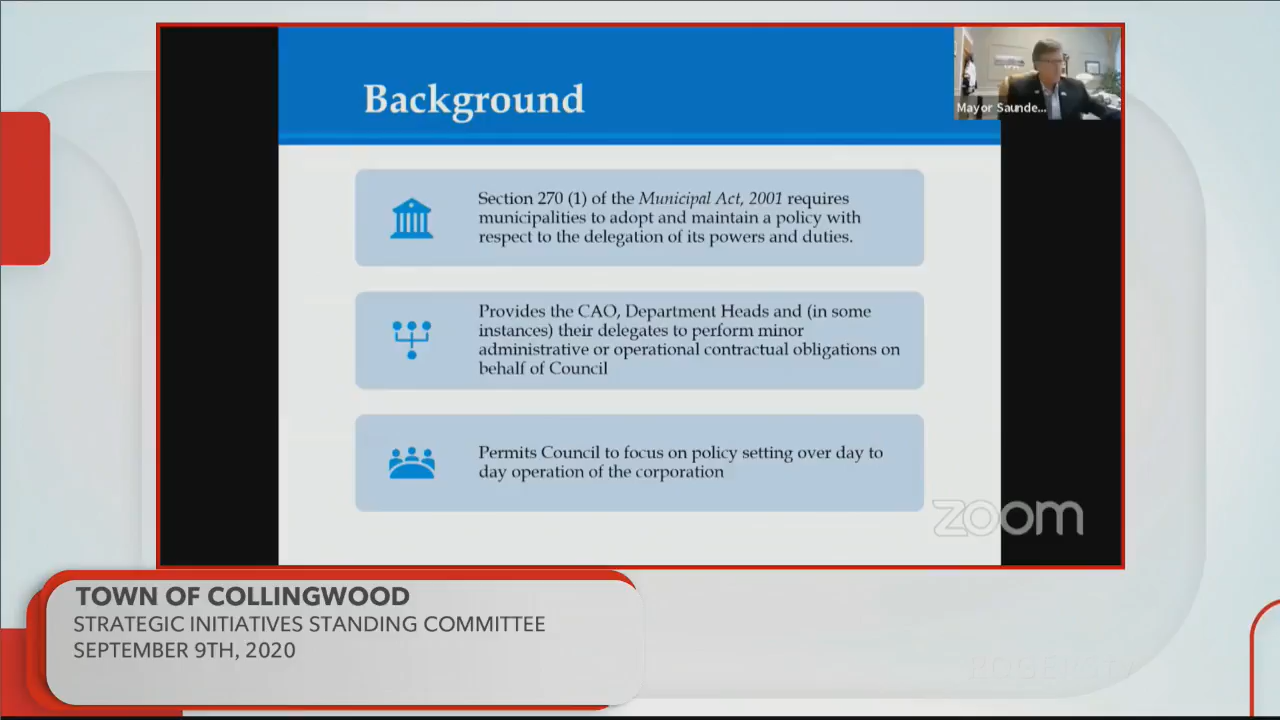 Background
Mayor Saunde...
Section 270 (1) of the Municipal Act, 2001 requires
municipalities to adopt and maintain a policy with
respect to the delegation of its powers and duties.
Provides the CAO, Department Heads and (in some
instances) their delegates to perform minor
administrative or operational contractual obligations on
behalf of Council
Permits Council to focus on policy setting over day to
day operation of the corporation
zoom
TOWN OF COLLINGWOOD
STRATEGIC INITIATIVES STANDING COMMITTEE
SEPTEMBER 9TH, 2020